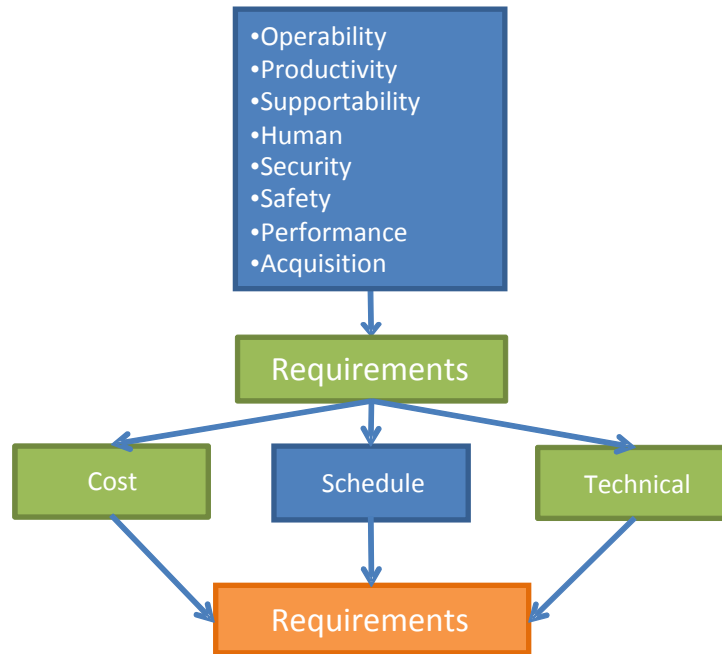 •Operability
•Productivity
•Supportability
•Human
•Security
•Safety
•Performance
•Acquisition
Requirements
Cost
Schedule
Technical
Requirements